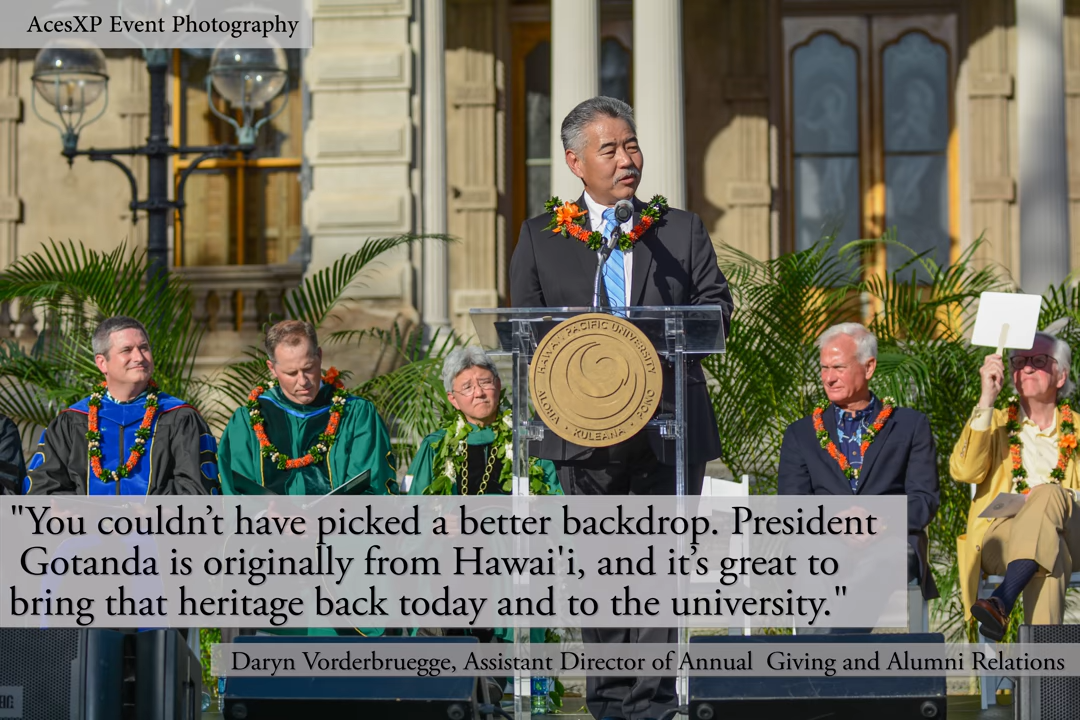 AcesXP Event Photography
HAWAI'I PACIFIC UNIVERSITY
ALOHA
KULEANA
PONO
"You couldn’t have picked a better backdrop. President
Gotanda is originally from Hawai'i, and it’s great to
bring that heritage back today and to the university."
Daryn Vorderbruegge, Assistant Director of Annual Giving and Alumni Relations